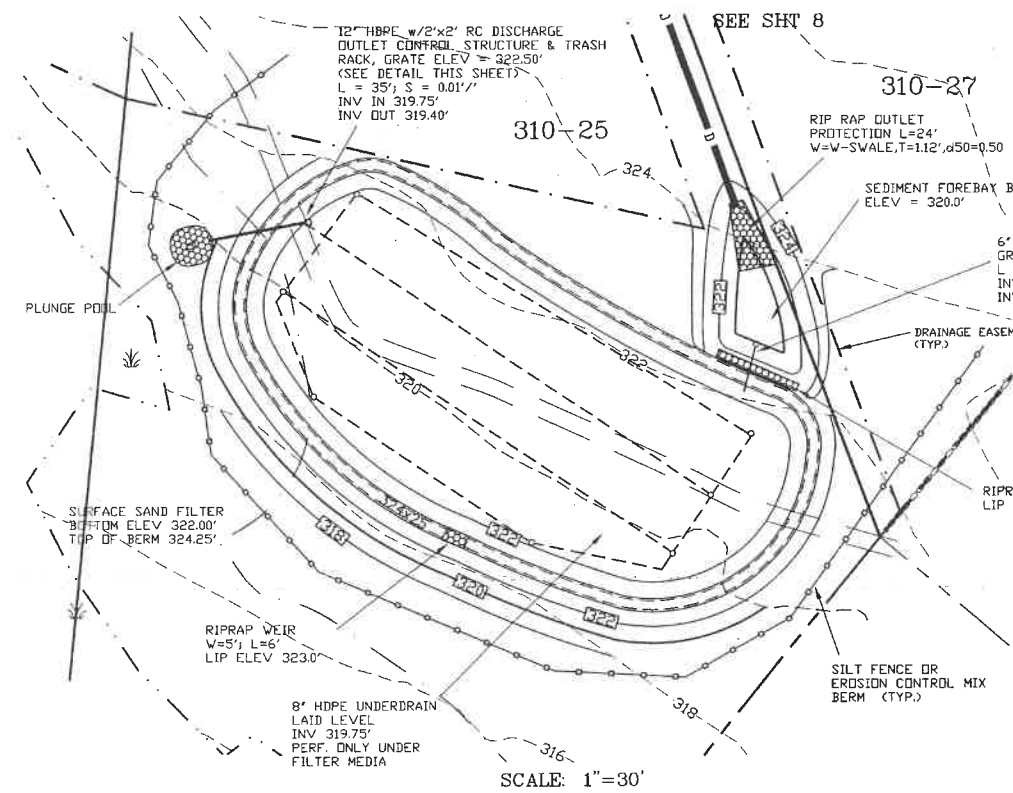 SEE SHT 8
12" HDPE w/2'x2' RC DISCHARGE
OUTLET CONTROL STRUCTURE & TRASH
RACK, GRATE ELEV = 322.50'
(SEE DETAIL THIS SHEET)
L = 35'; S = 0.01'/'
INV IN 319.75'
INV OUT 319.40'
310-25
310-27
RIP RAP OUTLET
PROTECTION L=24'
W=W-SWALE,T=1.12',d50=0.50
324
D
D
SEDIMENT FOREBAY B
ELEV = 320.0'
324
6"
GR
L
IN
IN
323
PLUNGE POOL
DRAINAGE EASEM
(TYP.)
322
320
RIPR
LIP
SURFACE SAND FILTER
BOTTOM ELEV 322.00'
TOP OF BERM 324.25'
324x25
322
318
320
322
RIPRAP WEIR
W=5'; L=6'
LIP ELEV 323.0'
SILT FENCE OR
EROSION CONTROL MIX
BERM (TYP.)
8" HDPE UNDERDRAIN
LAID LEVEL
INV 319.75'
PERF. ONLY UNDER
FILTER MEDIA
318
316
SCALE: 1"=30'